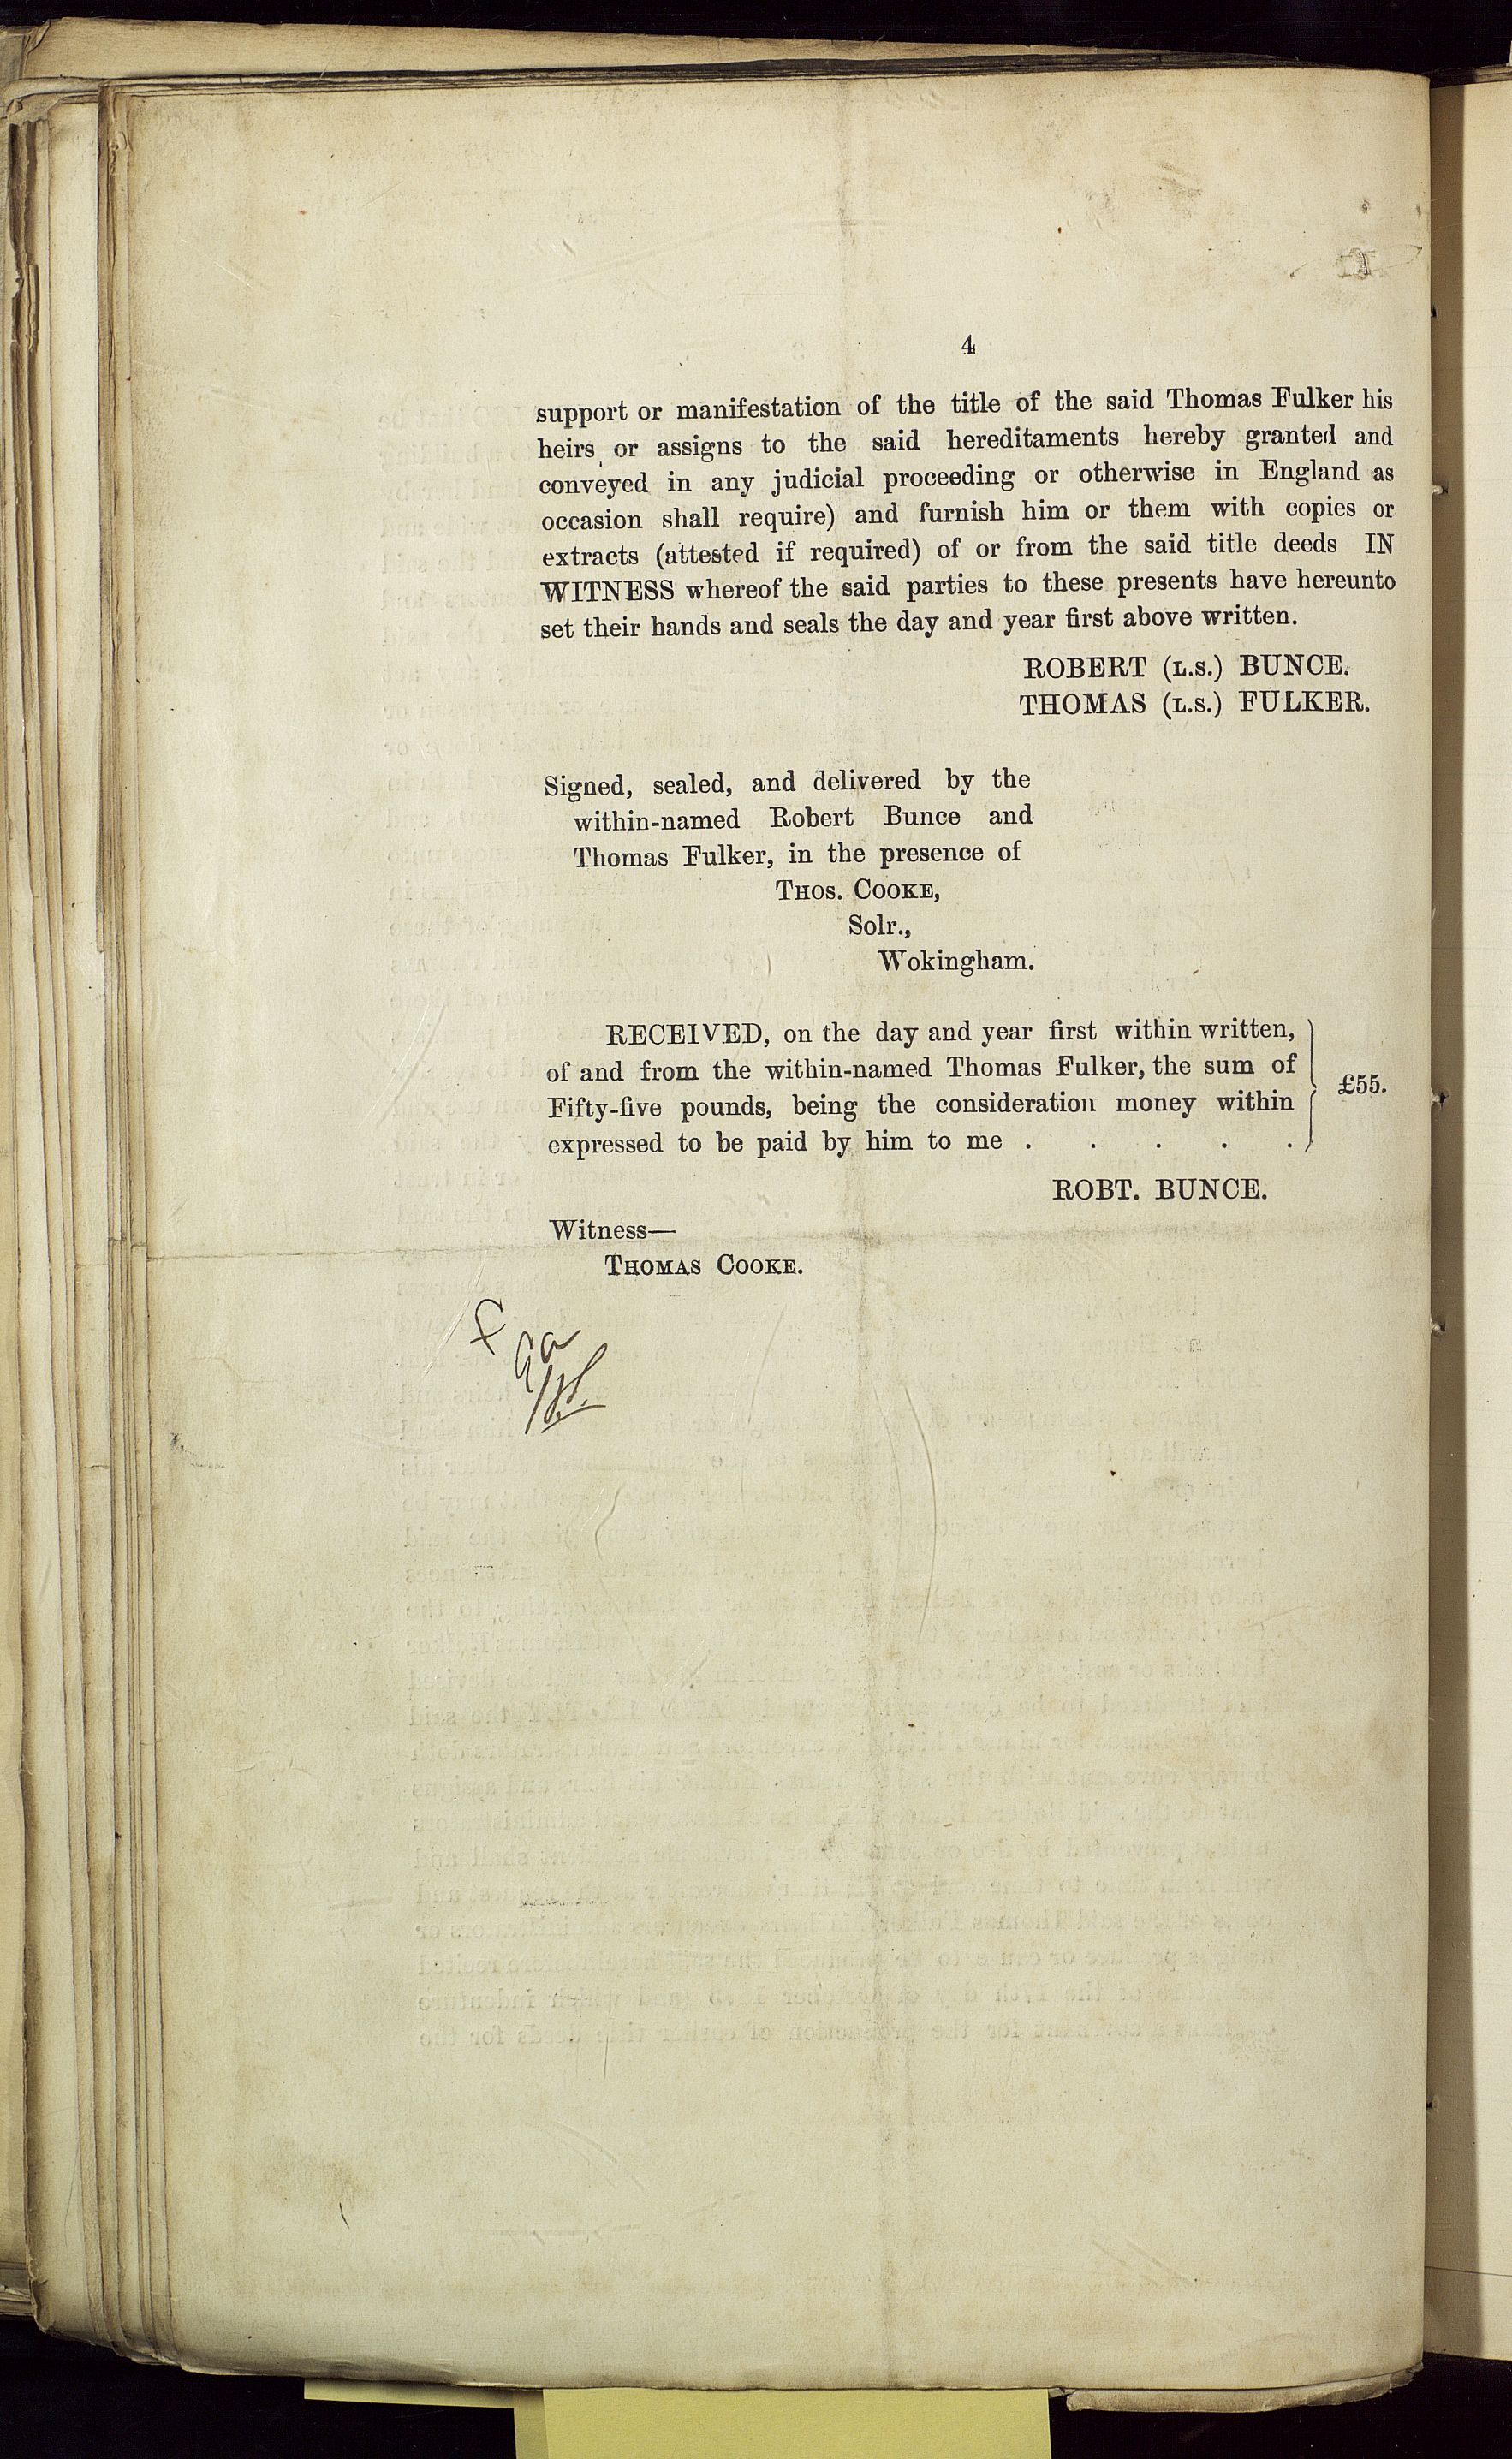 4
support or manifestation of the title of the said Thomas Fulker his
heirs or assigns to the said hereditaments hereby granted and
conveyed in any judicial proceeding or otherwise in England as
occasion shall require) and furnish him or them with copies or
extracts (attested if required) of or from the said title deeds IN
WITNESS whereof the said parties to these presents have hereunto
set their hands and seals the day and year first above written.
ROBERT (L.S.) BUNCE.
THOMAS (L.S.) FULKER.
Signed, sealed, and delivered by the
within-named Robert Bunce and
Thomas Fulker, in the presence of
THOS. COOKE,
Solr.,
Wokingham.
RECEIVED, on the day and year first within written,
of and from the within-named Thomas Fulker, the sum of
Fifty-five pounds, being the consideration money within
expressed to be paid by him to me . . . . .
£55.
ROBT. BUNCE.
Witness—
THOMAS COOKE.